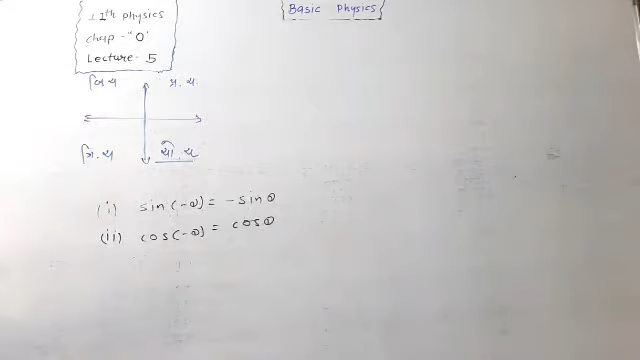 11th physics
chap - "0"
Lecture - 5
Basic Physics
દ્વિ ચ
પ્ર. ચ.
ત્રિ. ચ
ચો. ચ
(i) sin(-θ) = -sinθ
(ii) cos(-θ) = cosθ